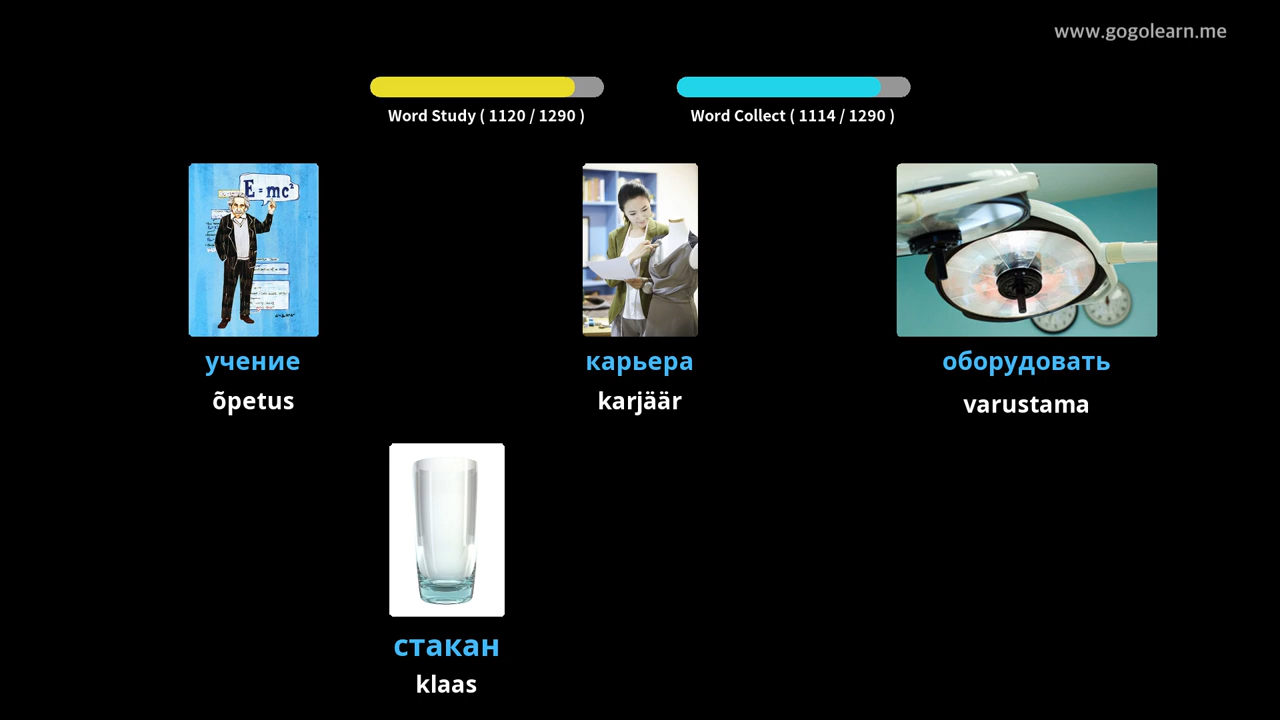 www.gogolearn.me
Word Study ( 1120 / 1290 )
Word Collect ( 1114 / 1290 )
E = mc²
учение
карьера
оборудовать
õpetus
karjäär
varustama
стакан
klaas